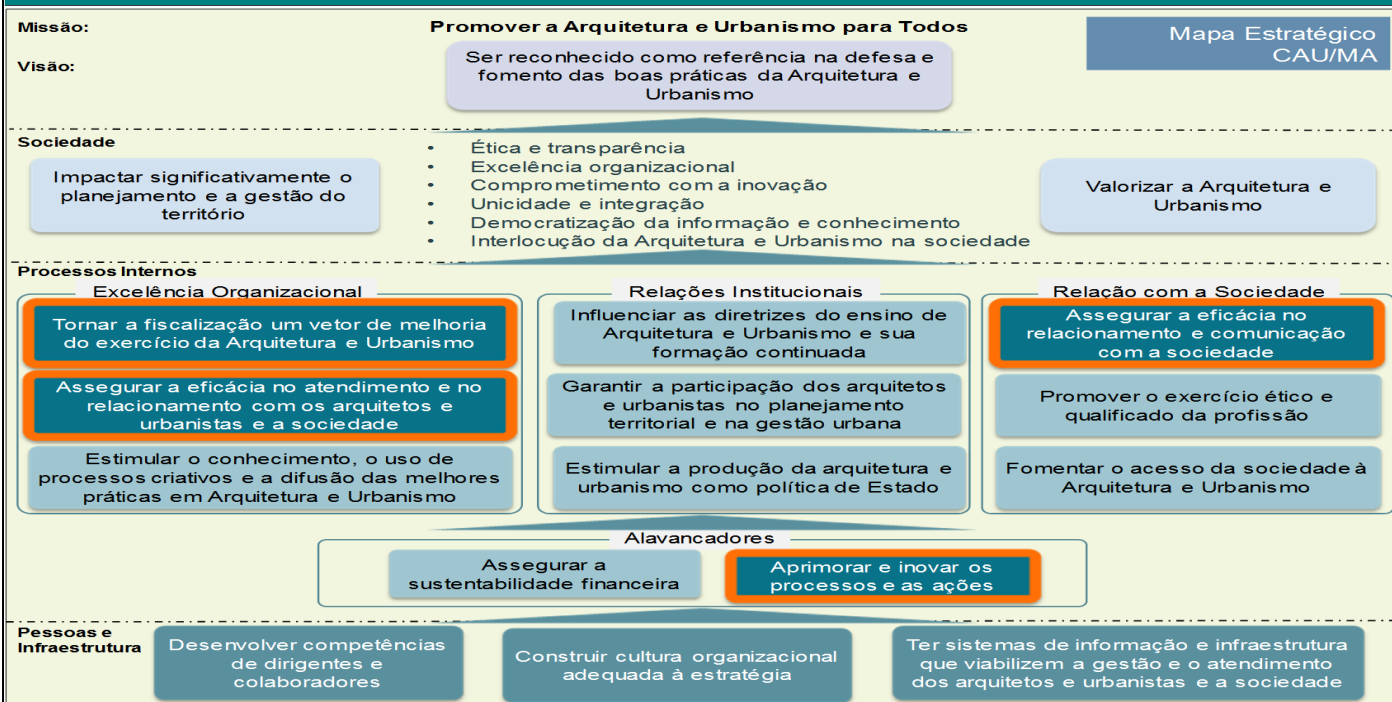 Missão:
Promover a Arquitetura e Urbanismo para Todos
Mapa Estratégico
CAU/MA
Visão:
Ser reconhecido como referência na defesa e
fomento das boas práticas da Arquitetura e
Urbanismo
Sociedade
Impactar significativamente o
planejamento e a gestão do
território
• Ética e transparência
• Excelência organizacional
• Comprometimento com a inovação
• Unicidade e integração
• Democratização da informação e conhecimento
• Interlocução da Arquitetura e Urbanismo na sociedade
Valorizar a Arquitetura e
Urbanismo
Processos Internos
Excelência Organizacional
Tornar a fiscalização um vetor de melhoria
do exercício da Arquitetura e Urbanismo
Assegurar a eficácia no atendimento e no
relacionamento com os arquitetos e
urbanistas e a sociedade
Estimular o conhecimento, o uso de
processos criativos e a difusão das melhores
práticas em Arquitetura e Urbanismo
Relações Institucionais
Influenciar as diretrizes do ensino de
Arquitetura e Urbanismo e sua
formação continuada
Garantir a participação dos arquitetos
e urbanistas no planejamento
territorial e na gestão urbana
Estimular a produção da arquitetura e
urbanismo como política de Estado
Relação com a Sociedade
Assegurar a eficácia no
relacionamento e comunicação
com a sociedade
Promover o exercício ético e
qualificado da profissão
Fomentar o acesso da sociedade à
Arquitetura e Urbanismo
Alavancadores
Assegurar a
sustentabilidade financeira
Aprimorar e inovar os
processos e as ações
Pessoas e
Infraestrutura
Desenvolver competências
de dirigentes e
colaboradores
Construir cultura organizacional
adequada à estratégia
Ter sistemas de informação e infraestrutura
que viabilizem a gestão e o atendimento
dos arquitetos e urbanistas e a sociedade